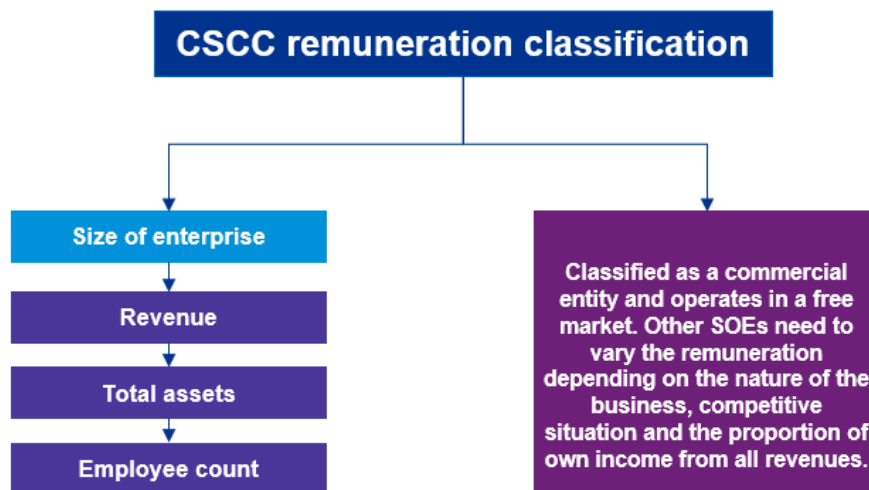 CSCC remuneration classification
Size of enterprise
Revenue
Total assets
Employee count
Classified as a commercial
entity and operates in a free
market. Other SOEs need to
vary the remuneration
depending on the nature of the
business, competitive
situation and the proportion of
own income from all revenues.